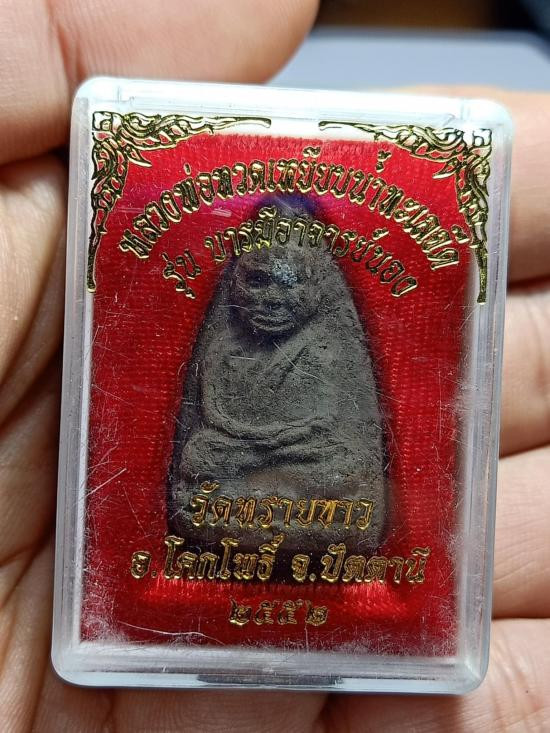 หลวงพ่อทวดเหยียบน้ำทะเลจืด
รุ่น บารมีอาจารย์นอง
วัดทรายขาว
อ.โคกโพธิ์ จ.ปัตตานี
๒๕๕๒